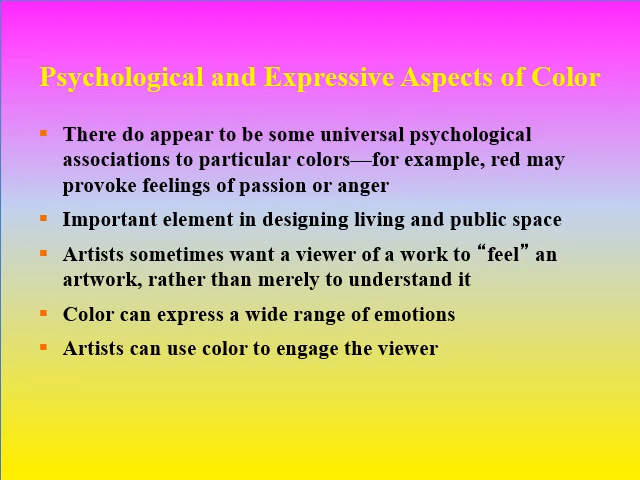 Psychological and Expressive Aspects of Color
▪ There do appear to be some universal psychological
associations to particular colors—for example, red may
provoke feelings of passion or anger
▪ Important element in designing living and public space
▪ Artists sometimes want a viewer of a work to “feel” an
artwork, rather than merely to understand it
▪ Color can express a wide range of emotions
▪ Artists can use color to engage the viewer